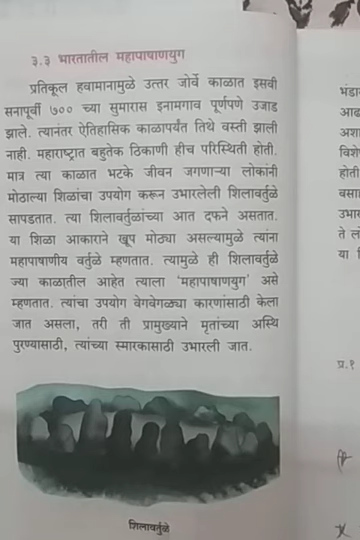 ३.३ भारतातील महापाषाणयुग
प्रतिकूल हवामानामुळे उत्तर जोर्वे काळात इसवी
सनापूर्वी ७०० च्या सुमारास इनामगाव पूर्णपणे उजाड
झाले. त्यानंतर ऐतिहासिक काळापर्यंत तिथे वस्ती झाली
नाही. महाराष्ट्रात बहुतेक ठिकाणी हीच परिस्थिती होती.
मात्र त्या काळात भटके जीवन जगणाऱ्या लोकांनी
मोठाल्या शिळांचा उपयोग करून उभारलेली शिलावर्तुळे
सापडतात. त्या शिलावर्तुळांच्या आत दफने असतात.
या शिळा आकाराने खूप मोठ्या असल्यामुळे त्यांना
महापाषाणीय वर्तुळे म्हणतात. त्यामुळे ही शिलावर्तुळे
ज्या काळातील आहेत त्याला ‘महापाषाणयुग’ असे
म्हणतात. त्यांचा उपयोग वेगवेगळ्या कारणांसाठी केला
जात असला, तरी ती प्रामुख्याने मृतांच्या अस्थि
पुरण्यासाठी, त्यांच्या स्मारकासाठी उभारली जात.
शिलावर्तुळे
प्र.१